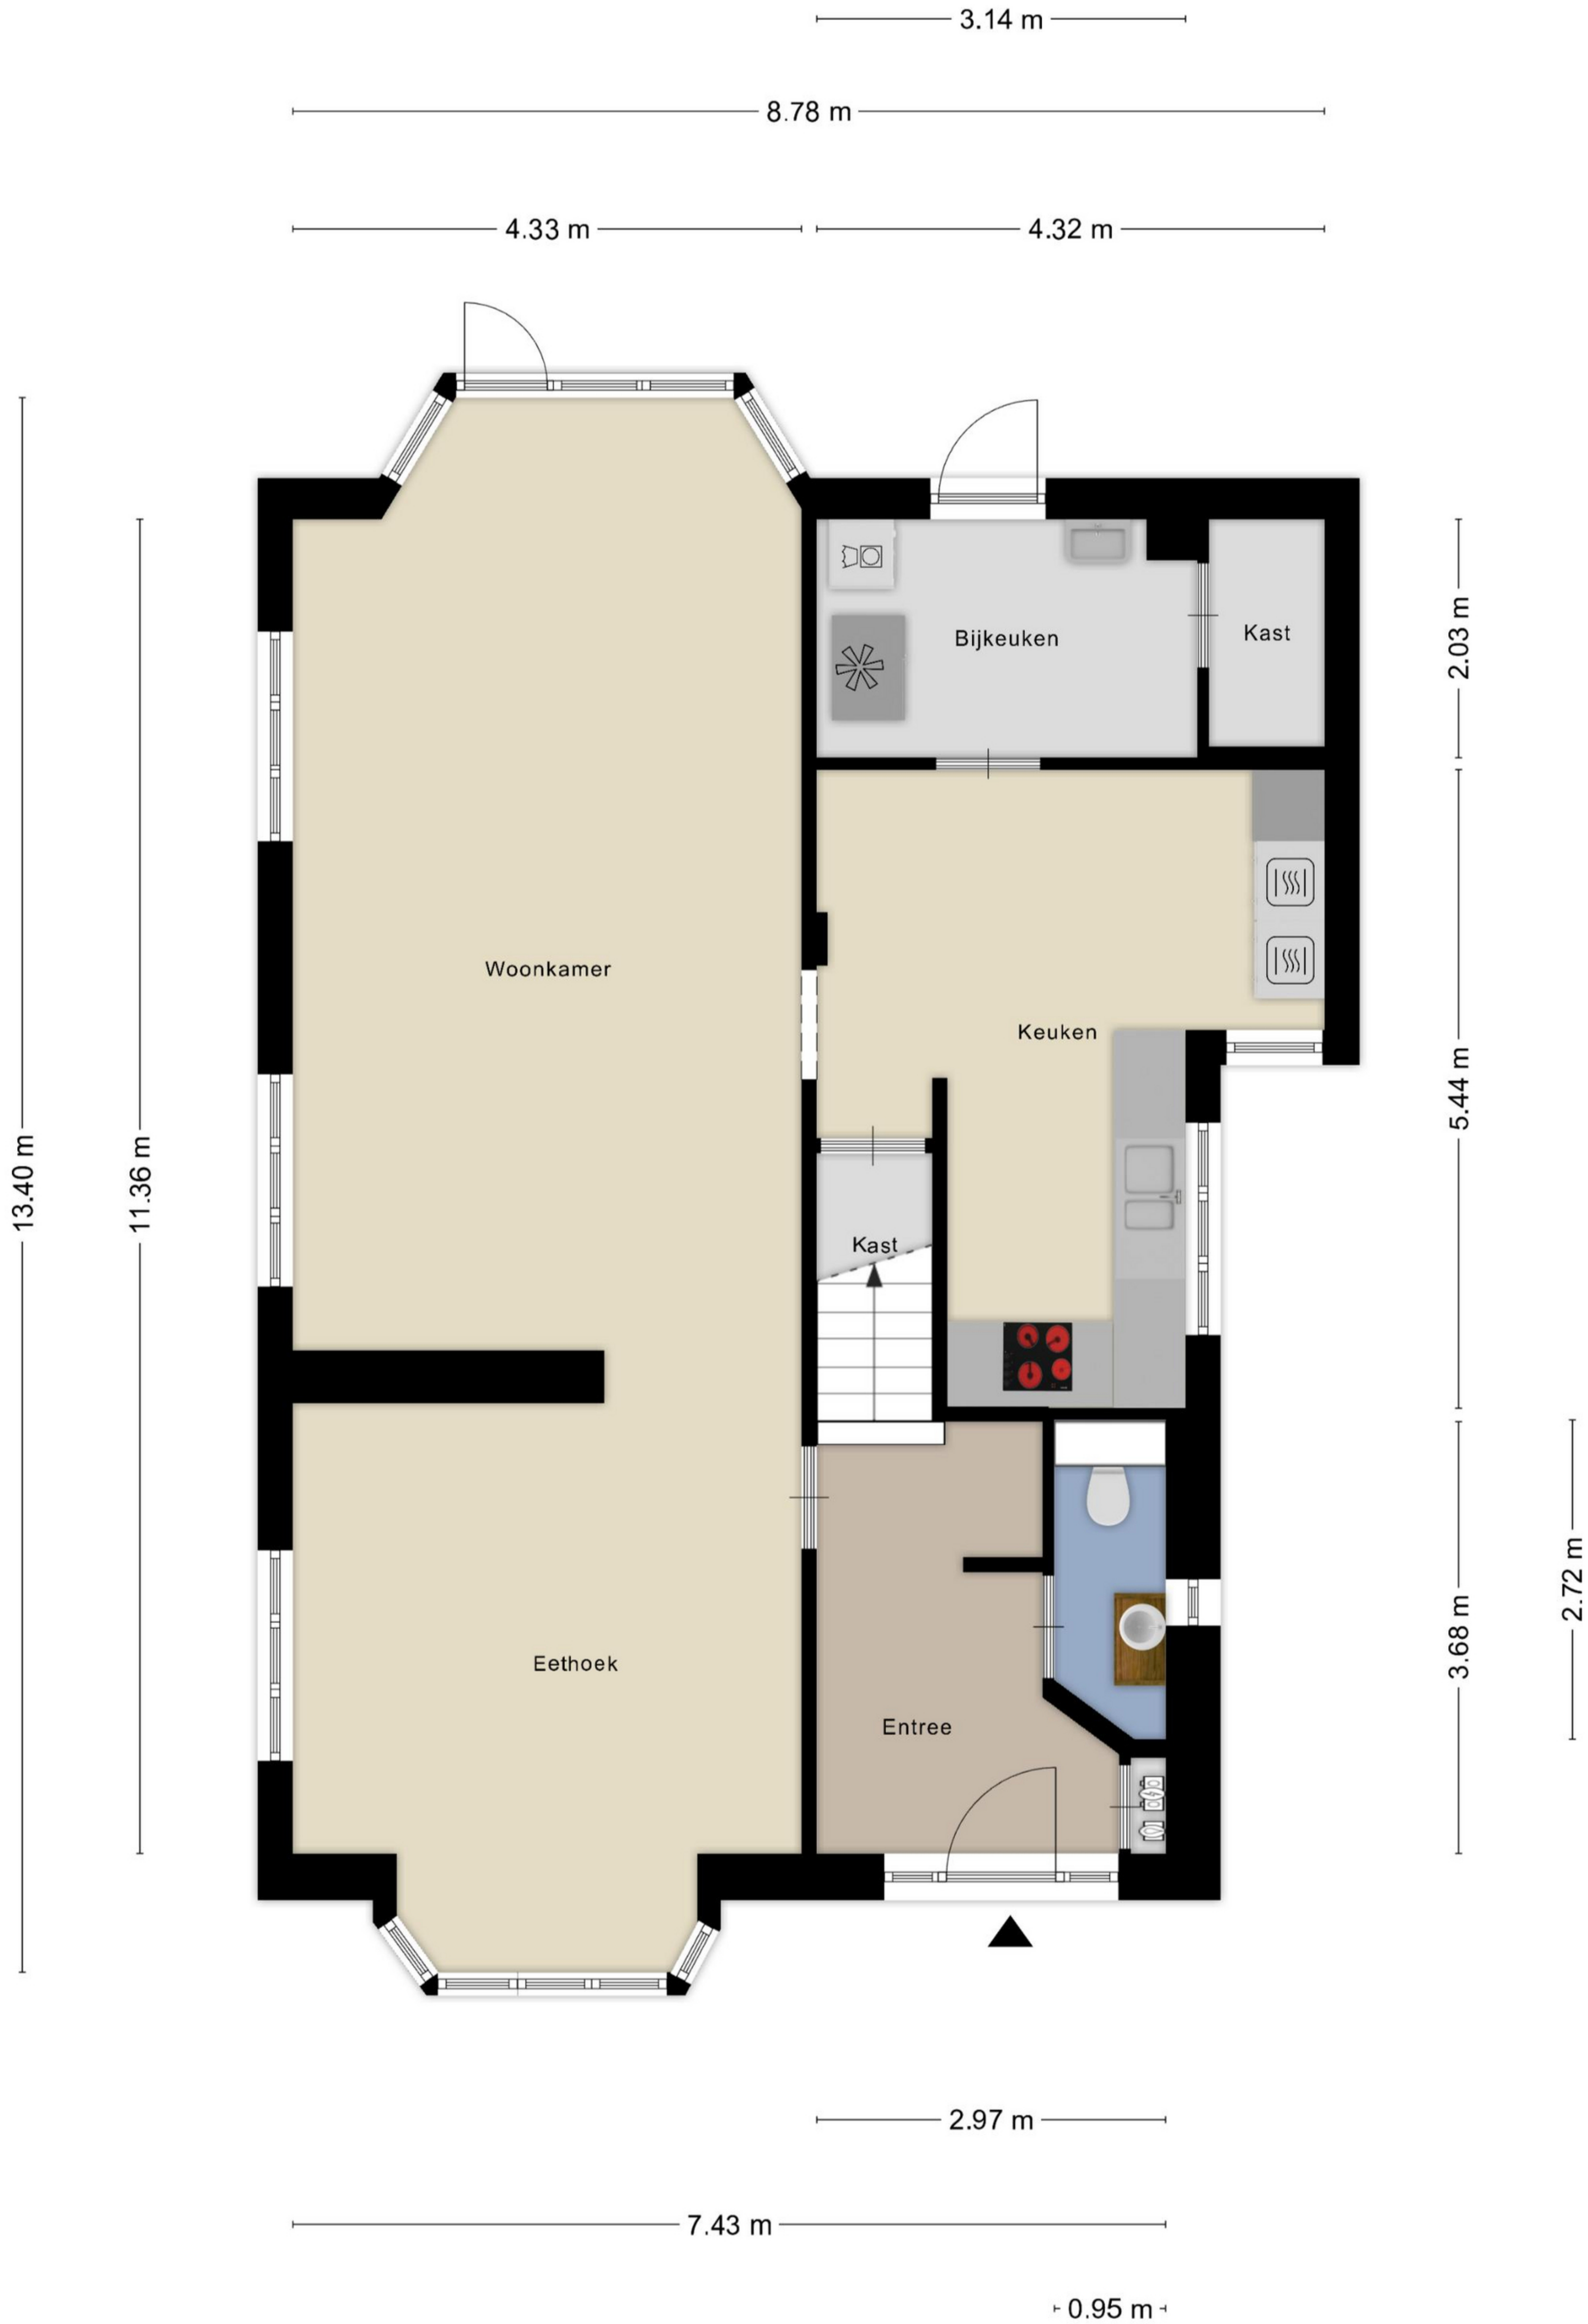 3.14 m
8.78 m
4.33 m
4.32 m
Bijkeuken
Kast
2.03 m
Woonkamer
Keuken
5.44 m
13.40 m
11.36 m
Kast
Eethoek
Entree
3.68 m
2.72 m
2.97 m
7.43 m
0.95 m